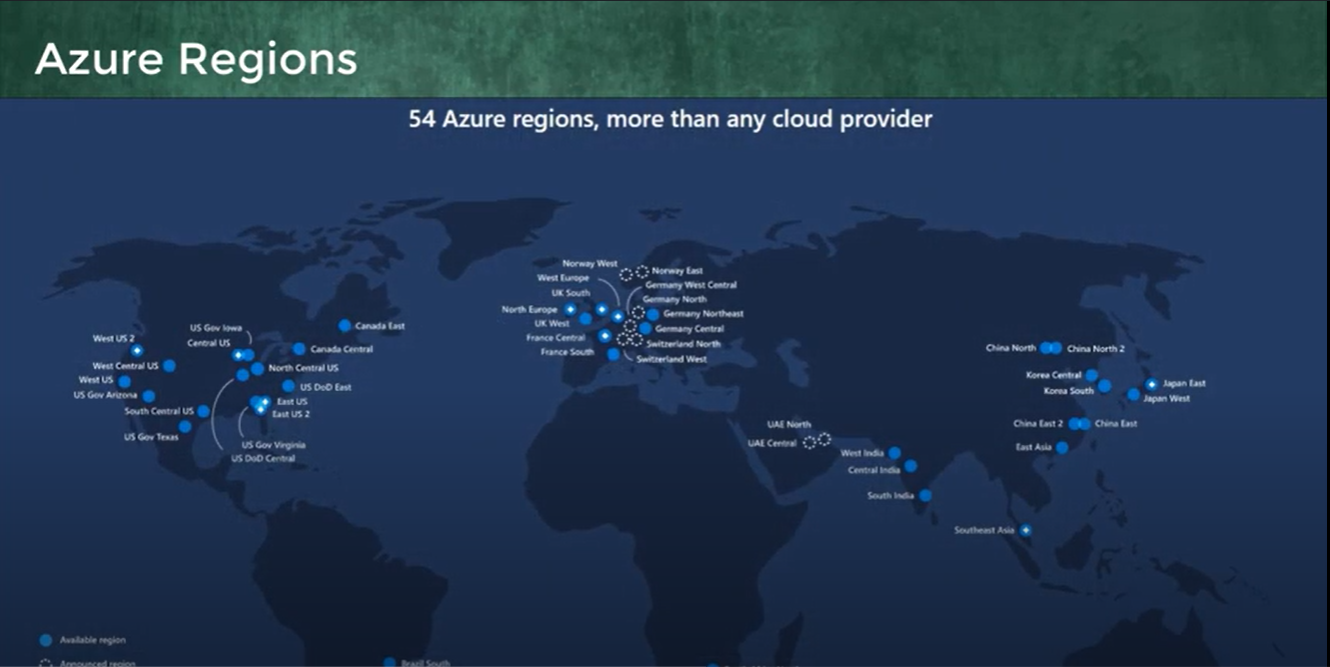 Azure Regions
54 Azure regions, more than any cloud provider
Norway West
Norway East
West Europe
Germany West Central
UK South
Germany North
North Europe
Germany Northeast
UK West
Germany Central
France Central
Switzerland North
France South
Switzerland West
US Gov Iowa
Canada East
West US 2
Central US
Canada Central
West Central US
North Central US
West US
US DoD East
US Gov Arizona
East US
South Central US
East US 2
US Gov Texas
US Gov Virginia
US DoD Central
China North
China North 2
Korea Central
Korea South
Japan East
Japan West
UAE North
China East 2
China East
UAE Central
East Asia
West India
Central India
South India
Southeast Asia
Available region
Announced region
Brazil South